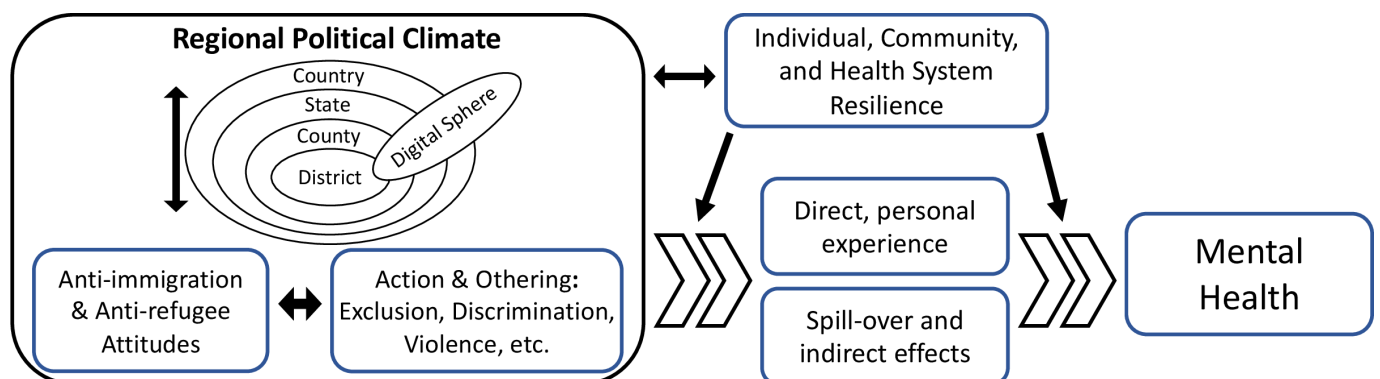 Regional Political Climate
Country
State
County
District
Digital Sphere
Anti-immigration
& Anti-refugee
Attitudes
Action & Othering:
Exclusion, Discrimination,
Violence, etc.
Individual, Community,
and Health System
Resilience
Direct, personal
experience
Spill-over and
indirect effects
Mental
Health